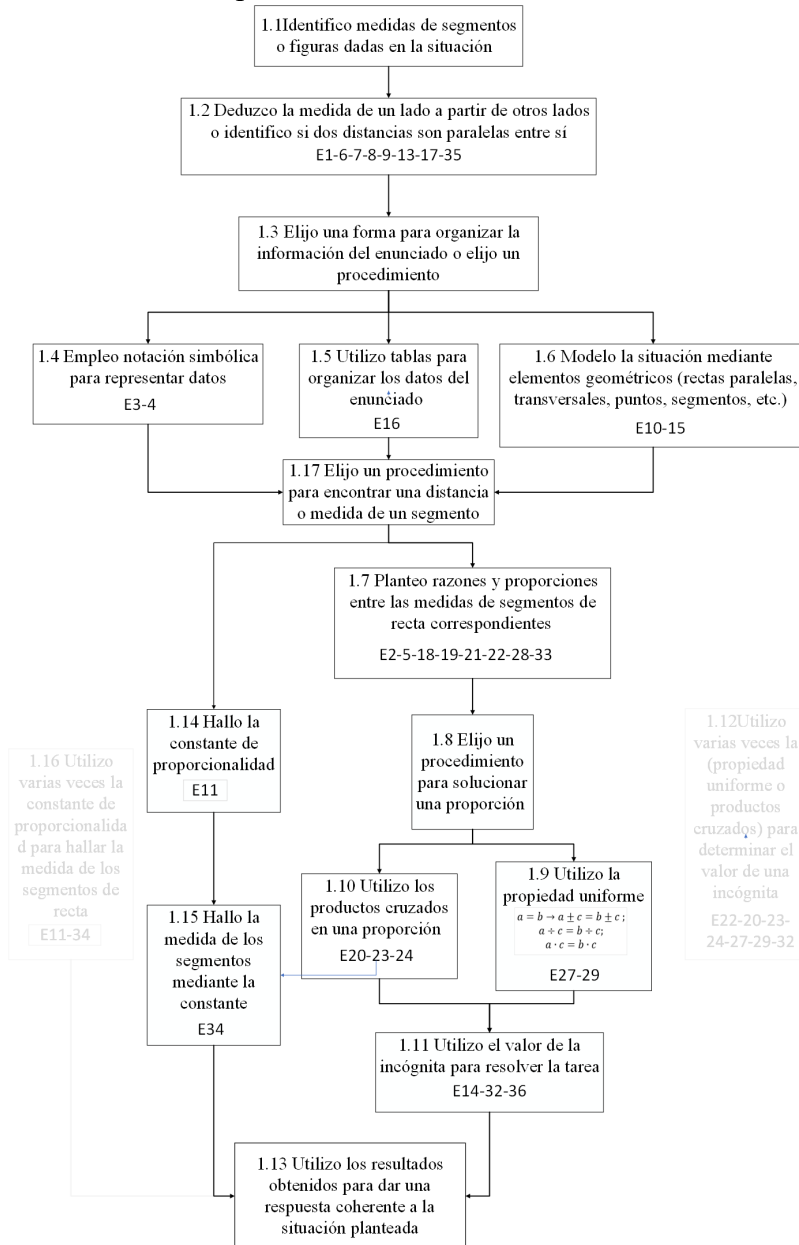 1.1Identifico medidas de segmentos
o figuras dadas en la situación
1.2 Deduzco la medida de un lado a partir de otros lados
o identifico si dos distancias son paralelas entre sí
E1-6-7-8-9-13-17-35
1.3 Elijo una forma para organizar la
información del enunciado o elijo un
procedimiento
1.4 Empleo notación simbólica
para representar datos
E3-4
1.5 Utilizo tablas para
organizar los datos del
enunciado
E16
1.6 Modelo la situación mediante
elementos geométricos (rectas paralelas,
transversales, puntos, segmentos, etc.)
E10-15
1.17 Elijo un procedimiento
para encontrar una distancia
o medida de un segmento
1.7 Planteo razones y proporciones
entre las medidas de segmentos de
recta correspondientes
E2-5-18-19-21-22-28-33
1.14 Hallo la
constante de
proporcionalidad
E11
1.8 Elijo un
procedimiento
para solucionar
una proporción
1.12Utilizo
varias veces la
(propiedad
uniforme o
productos
cruzados) para
determinar el
valor de una
incógnita
E22-20-23-
24-27-29-32
1.16 Utilizo
varias veces la
constante de
proporcionalida
d para hallar la
medida de los
segmentos de
recta
E11-34
1.15 Hallo la
medida de los
segmentos
mediante la
constante
E34
1.10 Utilizo los
productos cruzados
en una proporción
E20-23-24
1.9 Utilizo la
propiedad uniforme
a = b → a ± c = b ± c ;
a ÷ c = b ÷ c;
a · c = b · c
E27-29
1.11 Utilizo el valor de la
incógnita para resolver la tarea
E14-32-36
1.13 Utilizo los resultados
obtenidos para dar una
respuesta coherente a la
situación planteada